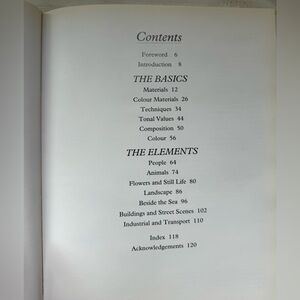 Contents
Foreword 6
Introduction 8
THE BASICS
Materials 12
Colour Materials 26
Techniques 34
Tonal Values 44
Composition 50
Colour 56
THE ELEMENTS
People 64
Animals 74
Flowers and Still Life 80
Landscape 86
Beside the Sea 96
Buildings and Street Scenes 102
Industrial and Transport 110
Index 118
Acknowledgements 120